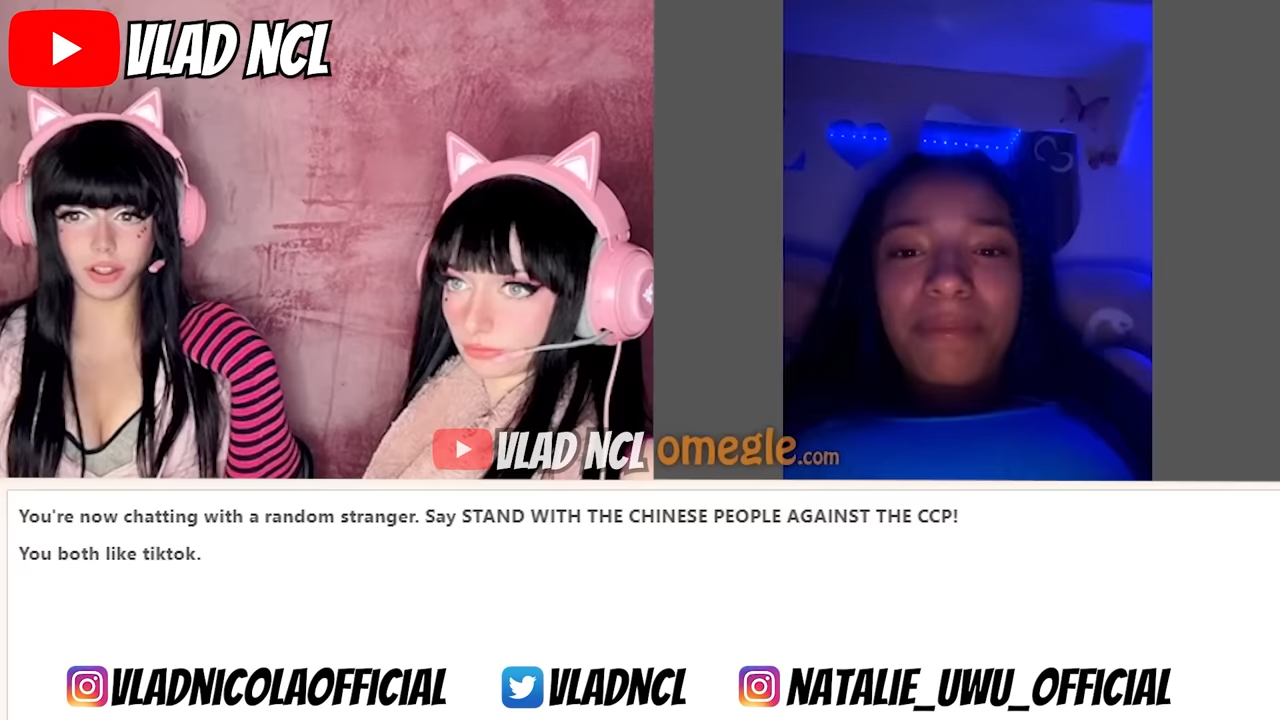 VLAD NCL
VLAD NCL omegle.com
You're now chatting with a random stranger. Say STAND WITH THE CHINESE PEOPLE AGAINST THE CCP!
You both like tiktok.
VLADNICOLAOFFICIAL VLADNCL NATALIE_UWU_OFFICIAL